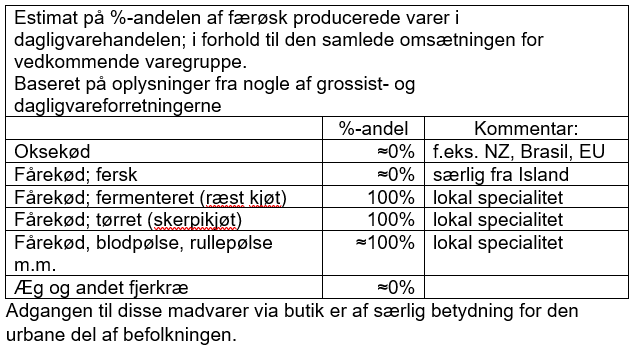 Estimat på %-andelen af færøsk producerede varer i
dagligvarehandelen; i forhold til den samlede omsætningen for
vedkommende varegruppe.
Baseret på oplysninger fra nogle af grossist- og
dagligvareforretningerne
%-andel Kommentar:
Oksekød ≈0% f.eks. NZ, Brasil, EU
Fårekød; fersk ≈0% særlig fra Island
Fårekød; fermenteret (ræst kjøt) 100% lokal specialitet
Fårekød; tørret (skerpikjøt) 100% lokal specialitet
Fårekød, blodpølse, rullepølse ≈100% lokal specialitet
m.m.
Æg og andet fjerkræ ≈0%
Adgangen til disse madvarer via butik er af særlig betydning for den
urbane del af befolkningen.